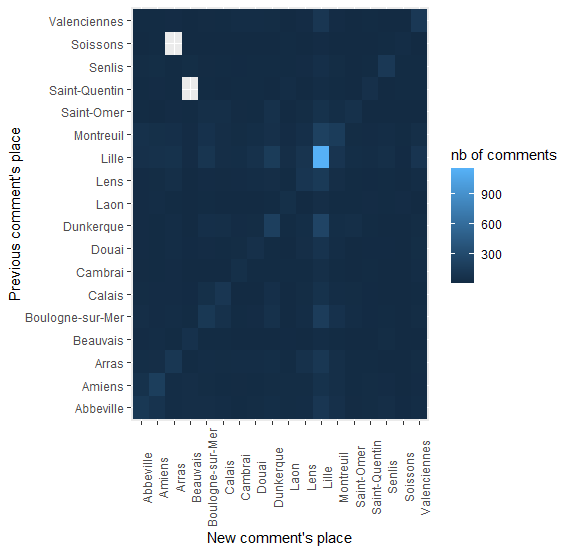 Previous comment's place
Valenciennes
Soissons
Senlis
Saint-Quentin
Saint-Omer
Montreuil
Lille
Lens
Laon
Dunkerque
Douai
Cambrai
Calais
Boulogne-sur-Mer
Beauvais
Arras
Amiens
Abbeville
Abbeville
Amiens
Arras
Beauvais
Boulogne-sur-Mer
Calais
Cambrai
Douai
Dunkerque
Laon
Lens
Lille
Montreuil
Saint-Omer
Saint-Quentin
Senlis
Soissons
Valenciennes
New comment's place
nb of comments
900
600
300